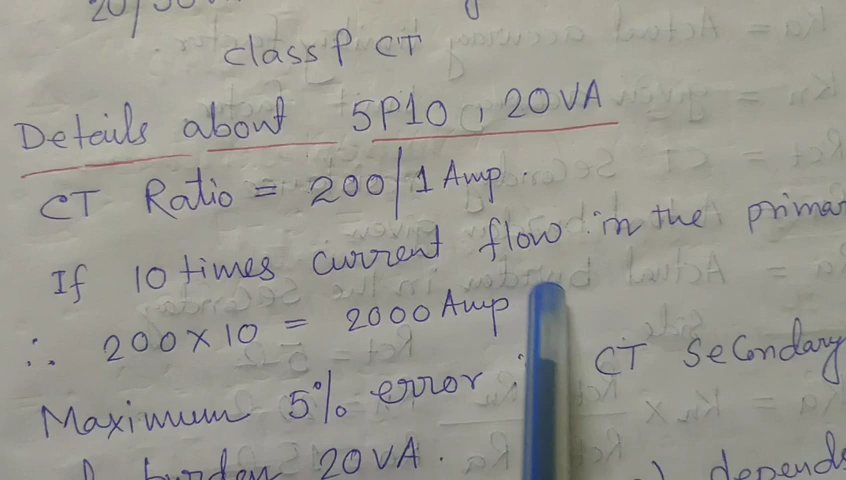 class P CT
Details about 5P10, 20VA
CT Ratio = 200/1 Amp.
If 10 times current flow in the primar
∴ 200×10 = 2000 Amp
Maximum 5% error CT Secondary
burden 20VA.
depends